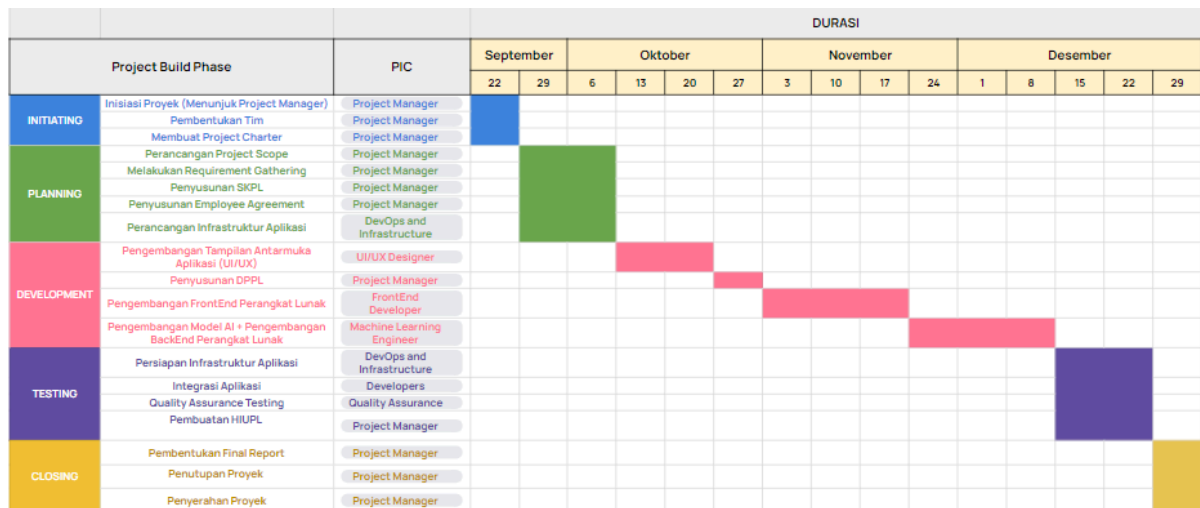 DURASI
Project Build Phase
PIC
September
Oktober
November
Desember
22 29 6 13 20 27 3 10 17 24 1 8 15 22 29
INITIATING
Inisiasi Proyek (Menunjuk Project Manager)
Project Manager
Pembentukan Tim
Project Manager
Membuat Project Charter
Project Manager
PLANNING
Perancangan Project Scope
Project Manager
Melakukan Requirement Gathering
Project Manager
Penyusunan SKPL
Project Manager
Penyusunan Employee Agreement
Project Manager
Perancangan Infrastruktur Aplikasi
DevOps and
Infrastructure
DEVELOPMENT
Pengembangan Tampilan Antarmuka
Aplikasi (UI/UX)
UI/UX Designer
Penyusunan DPPL
Project Manager
Pengembangan FrontEnd Perangkat Lunak
FrontEnd
Developer
Pengembangan Model AI + Pengembangan
BackEnd Perangkat Lunak
Machine Learning
Engineer
TESTING
Persiapan Infrastruktur Aplikasi
DevOps and
Infrastructure
Integrasi Aplikasi
Developers
Quality Assurance Testing
Quality Assurance
Pembuatan HIUPL
Project Manager
CLOSING
Pembentukan Final Report
Project Manager
Penutupan Proyek
Project Manager
Penyerahan Proyek
Project Manager